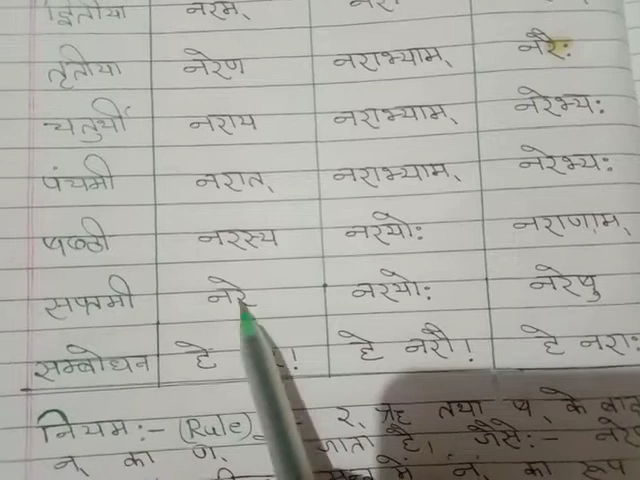 द्वितीया नरम्
तृतीया नरेण नराभ्याम् नरैः
चतुर्थी नराय नराभ्याम् नरेभ्यः
पंचमी नरात् नराभ्याम् नरेभ्यः
षष्ठी नरस्य नरयोः नराणाम्
सप्तमी नरे नरयोः नरेषु
सम्बोधन हे ! हे नरौ! हे नराः
नियमः- (Rule) - र्, ऋ तथा ष् के बाद
न् का ण् जाता है। जैसेः- नरे
में न् का रूप